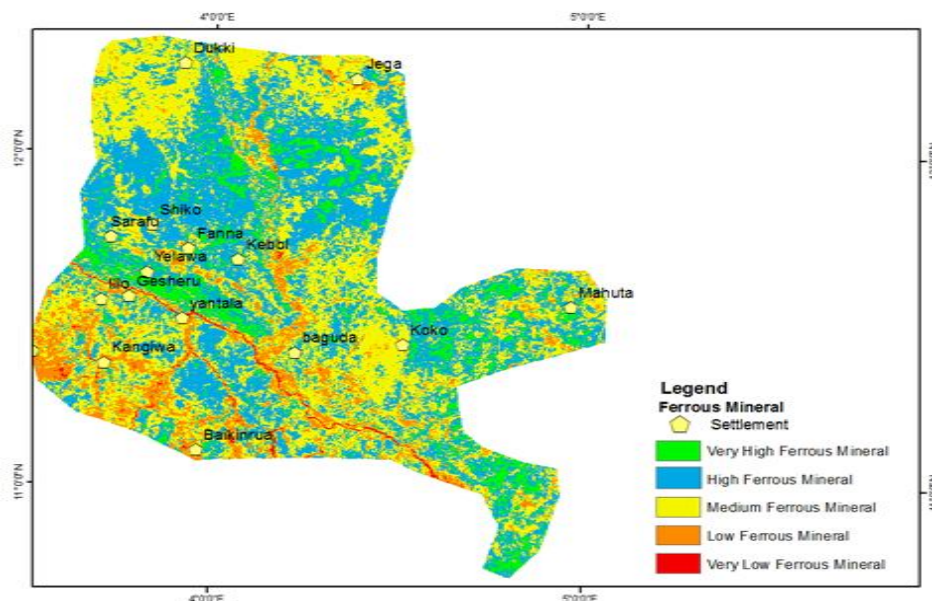 4°0'0"E
5°0'0"E
Dukki
Jega
12°0'0"N
Shiko
Sarafu
Fanna
Kebbi
Yelawa
Gesheru
Illo
Mahuta
yantala
baguda
Koko
Kangiwa
Baikinrua
11°0'0"N
Legend
Ferrous Mineral
Settlement
Very High Ferrous Mineral
High Ferrous Mineral
Medium Ferrous Mineral
Low Ferrous Mineral
Very Low Ferrous Mineral
4°0'0"E
5°0'0"E